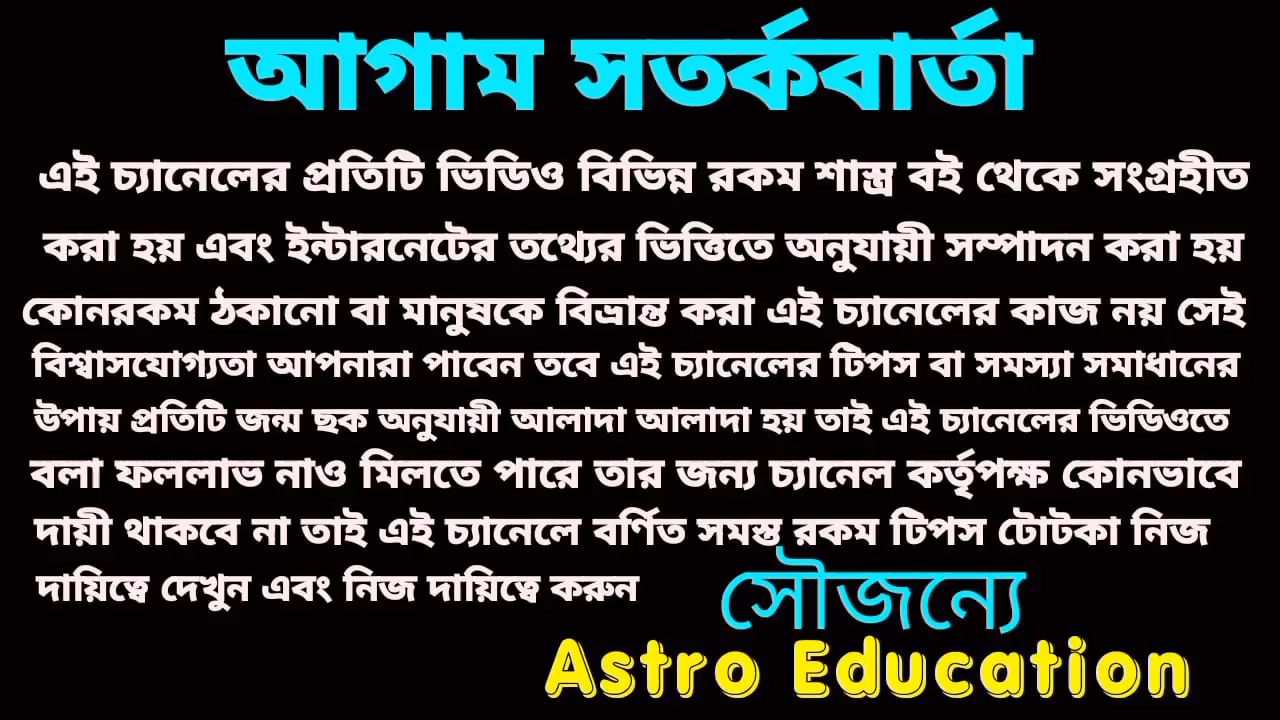 আগাম সতর্কবার্তা
এই চ্যানেলের প্রতিটি ভিডিও বিভিন্ন রকম শাস্ত্র বই থেকে সংগ্রহীত
করা হয় এবং ইন্টারনেটের তথ্যের ভিত্তিতে অনুযায়ী সম্পাদন করা হয়
কোনরকম ঠকানো বা মানুষকে বিভ্রান্ত করা এই চ্যানেলের কাজ নয় সেই
বিশ্বাসযোগ্যতা আপনারা পাবেন তবে এই চ্যানেলের টিপস বা সমস্যা সমাধানের
উপায় প্রতিটি জন্ম ছক অনুযায়ী আলাদা আলাদা হয় তাই এই চ্যানেলের ভিডিওতে
বলা ফললাভ নাও মিলতে পারে তার জন্য চ্যানেল কর্তৃপক্ষ কোনভাবে
দায়ী থাকবে না তাই এই চ্যানেলে বর্ণিত সমস্ত রকম টিপস টোটকা নিজ
দায়িত্বে দেখুন এবং নিজ দায়িত্বে করুন
সৌজন্যে
Astro Education